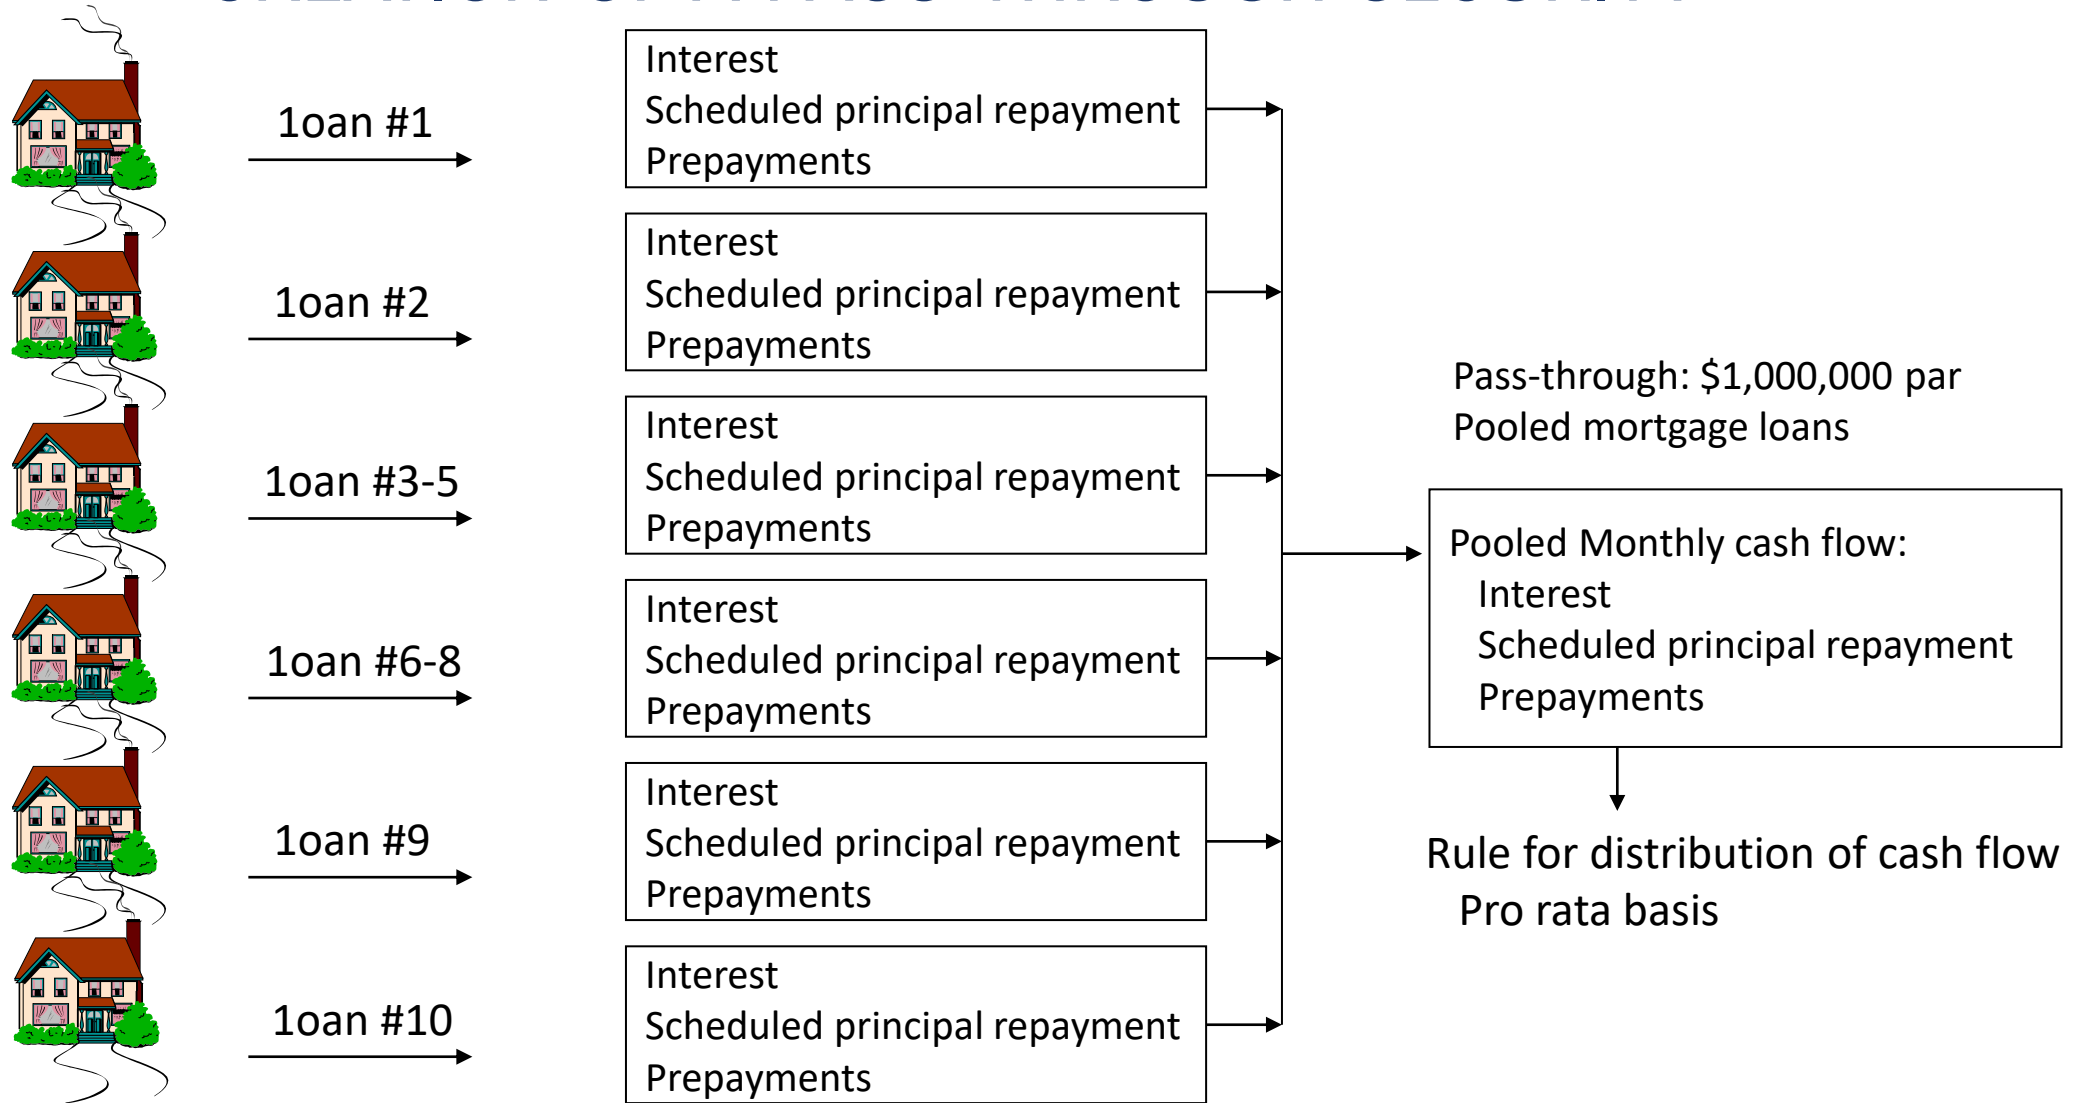 1oan #1
Interest
Scheduled principal repayment
Prepayments
1oan #2
Interest
Scheduled principal repayment
Prepayments
1oan #3-5
Interest
Scheduled principal repayment
Prepayments
1oan #6-8
Interest
Scheduled principal repayment
Prepayments
1oan #9
Interest
Scheduled principal repayment
Prepayments
1oan #10
Interest
Scheduled principal repayment
Prepayments
Pass-through: $1,000,000 par
Pooled mortgage loans
Pooled Monthly cash flow:
Interest
Scheduled principal repayment
Prepayments
Rule for distribution of cash flow
Pro rata basis